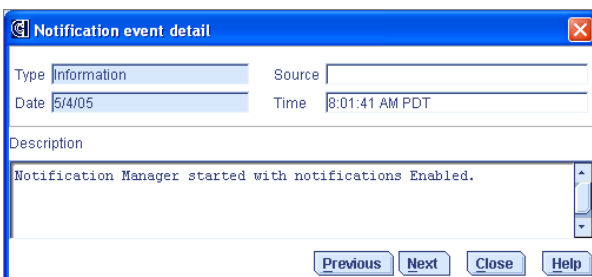 Notification event detail
Type Information Source
Date 5/4/05 Time 8:01:41 AM PDT
Description
Notification Manager started with notifications Enabled.
Previous Next Close Help